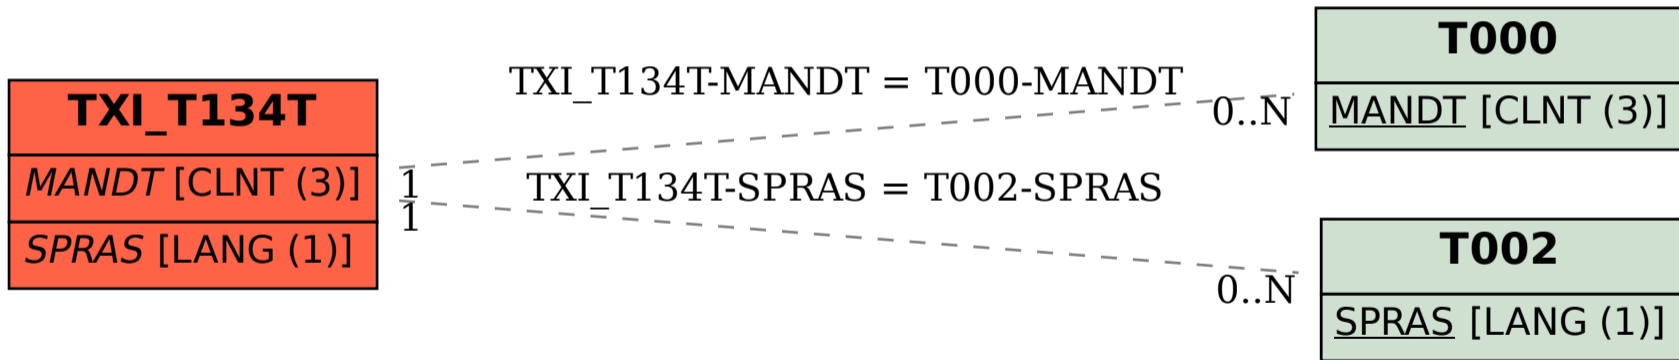 TXI_T134T
MANDT [CLNT (3)]
SPRAS [LANG (1)]
TXI_T134T-MANDT = T000-MANDT
1
0..N
TXI_T134T-SPRAS = T002-SPRAS
1
0..N
T000
MANDT [CLNT (3)]
T002
SPRAS [LANG (1)]